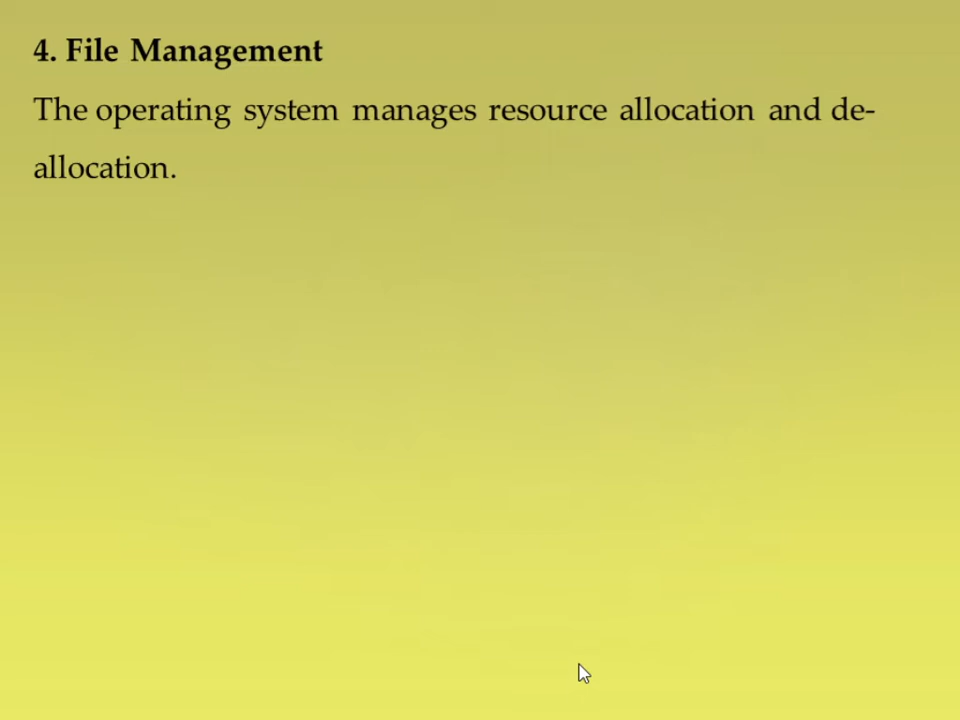 4. File Management
The operating system manages resource allocation and de-
allocation.